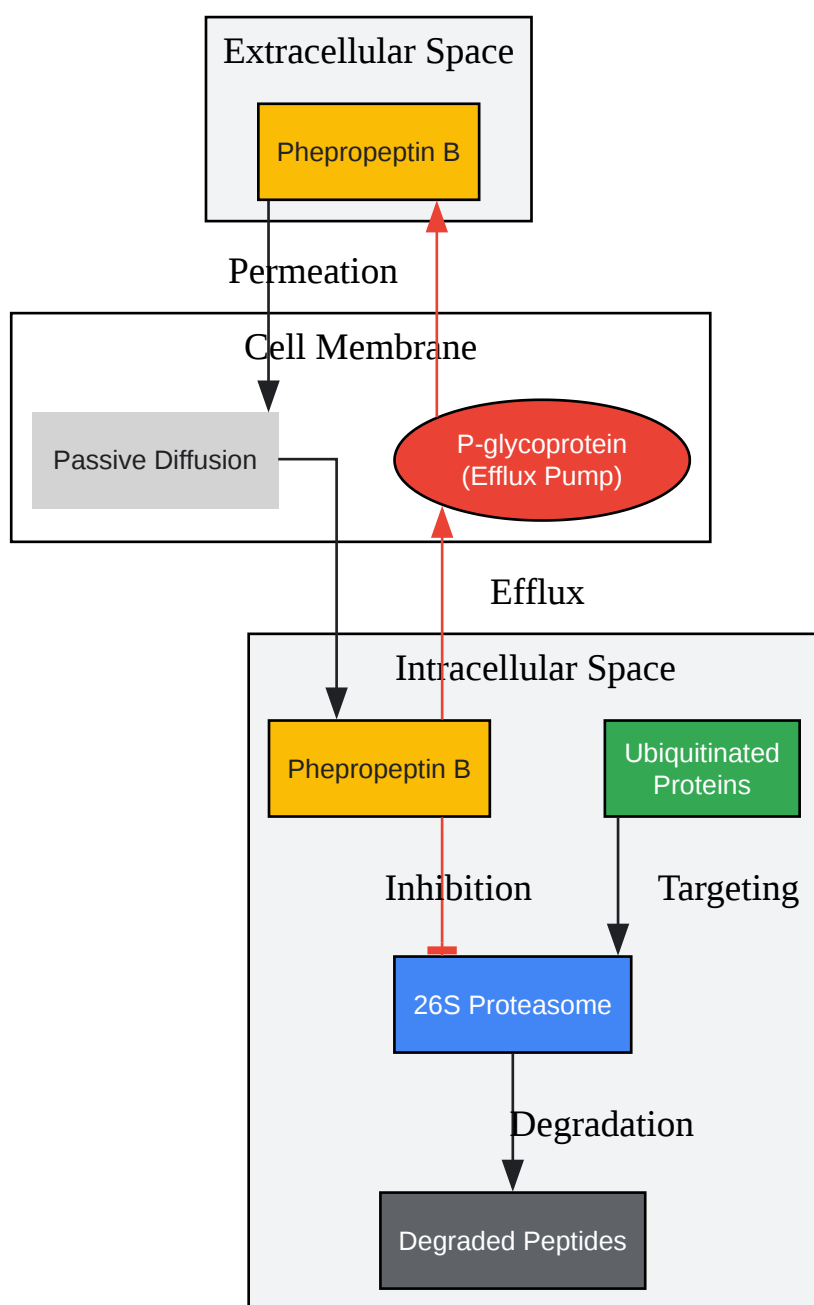 Extracellular Space
Phepropeptin B
Permeation
Cell Membrane
Passive Diffusion
P-glycoprotein
(Efflux Pump)
Efflux
Intracellular Space
Phepropeptin B
Ubiquitinated
Proteins
Inhibition
Targeting
26S Proteasome
Degradation
Degraded Peptides